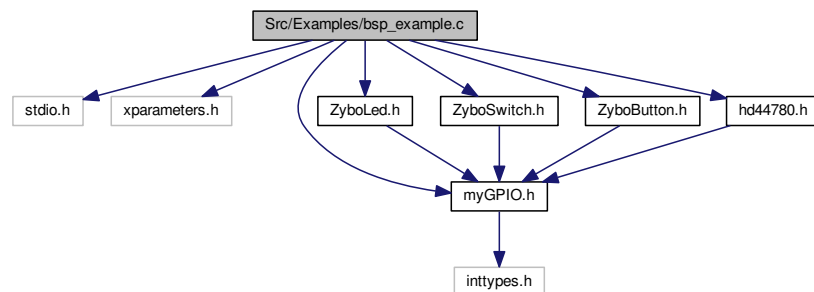 Src/Examples/bsp_example.c
stdio.h
xparameters.h
ZyboLed.h
ZyboSwitch.h
ZyboButton.h
hd44780.h
myGPIO.h
inttypes.h